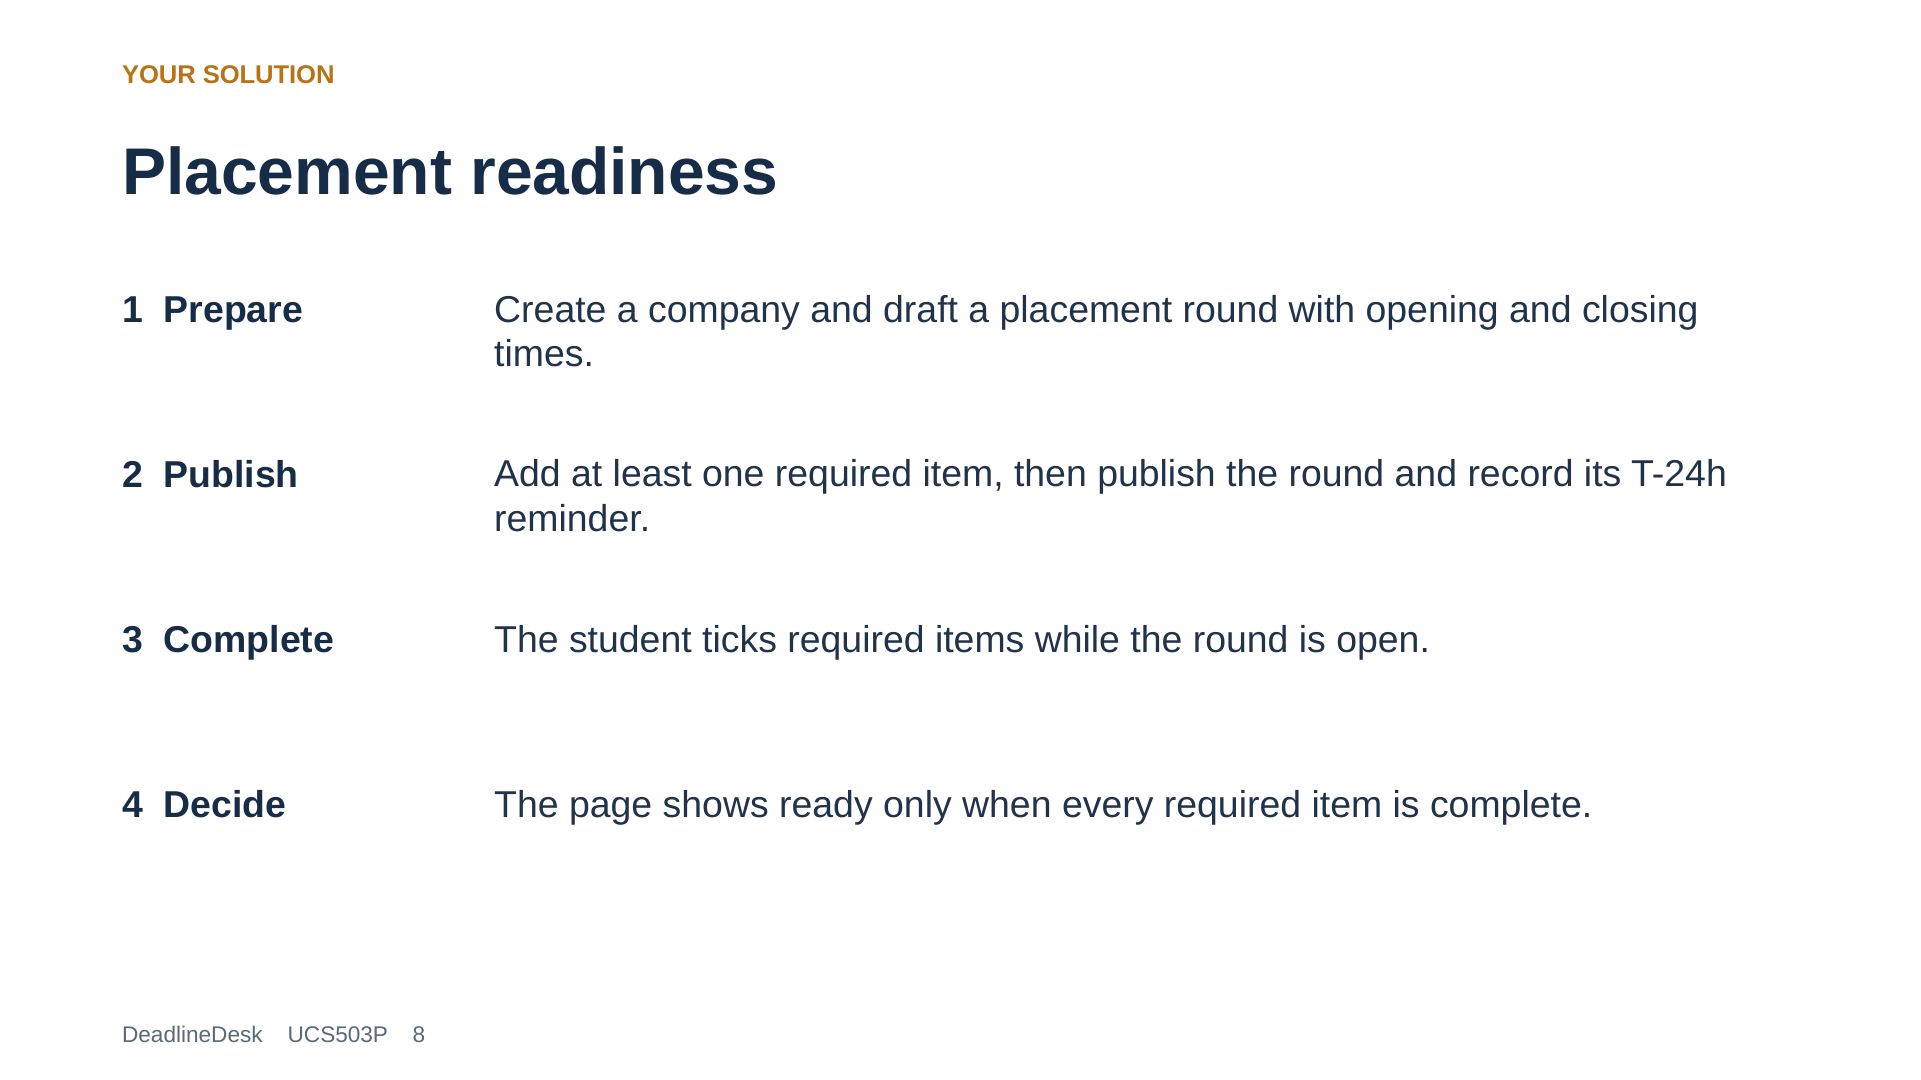 YOUR SOLUTION
Placement readiness
1 Prepare
Create a company and draft a placement round with opening and closing
times.
2 Publish
Add at least one required item, then publish the round and record its T-24h
reminder.
3 Complete
The student ticks required items while the round is open.
4 Decide
The page shows ready only when every required item is complete.
DeadlineDesk UCS503P 8